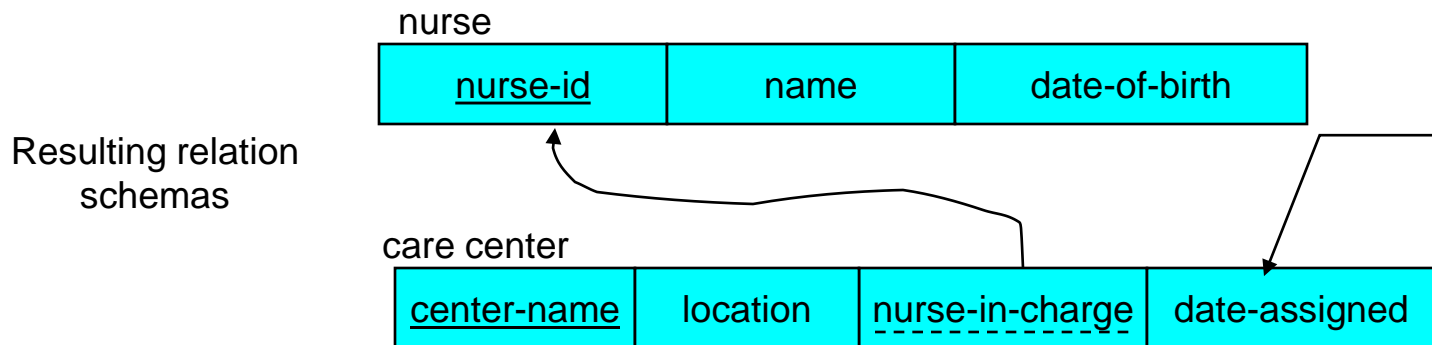 nurse
nurse-id name date-of-birth
Resulting relation
schemas
care center
center-name location nurse-in-charge date-assigned